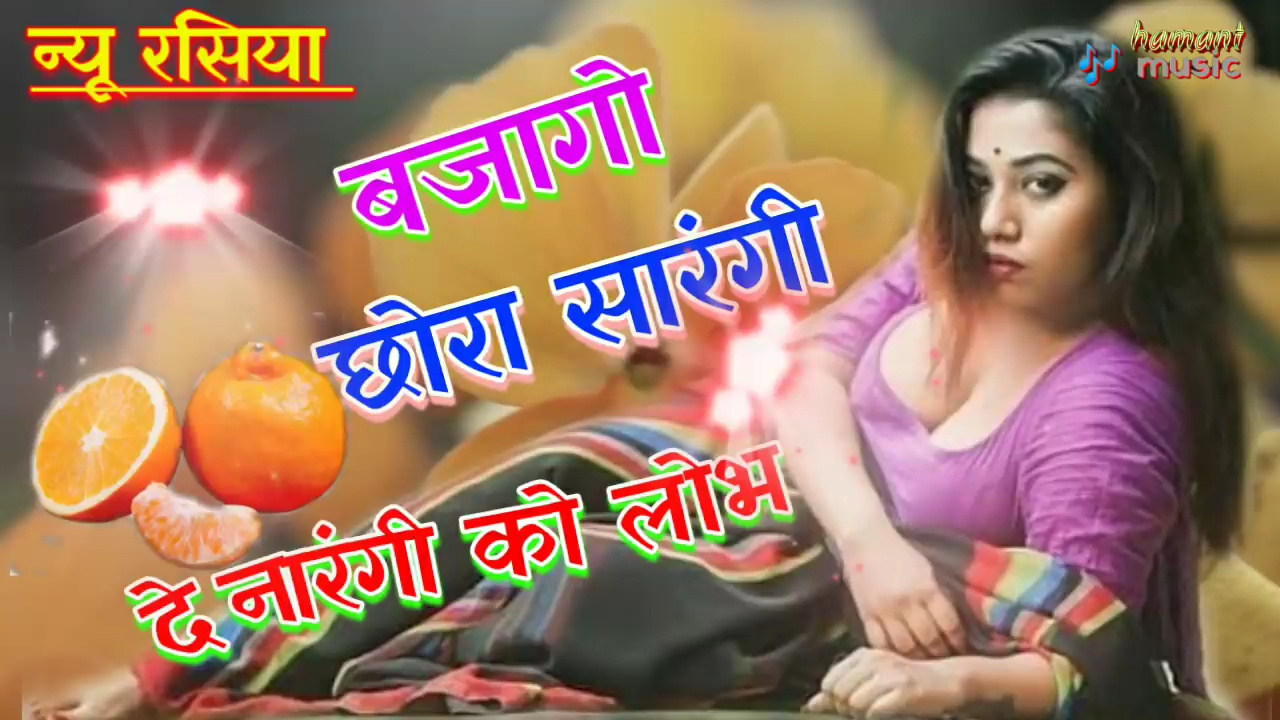 न्यू रसिया
hamant
music
बजागो
छोरा सारंगी
दे नारंगी को लोभ